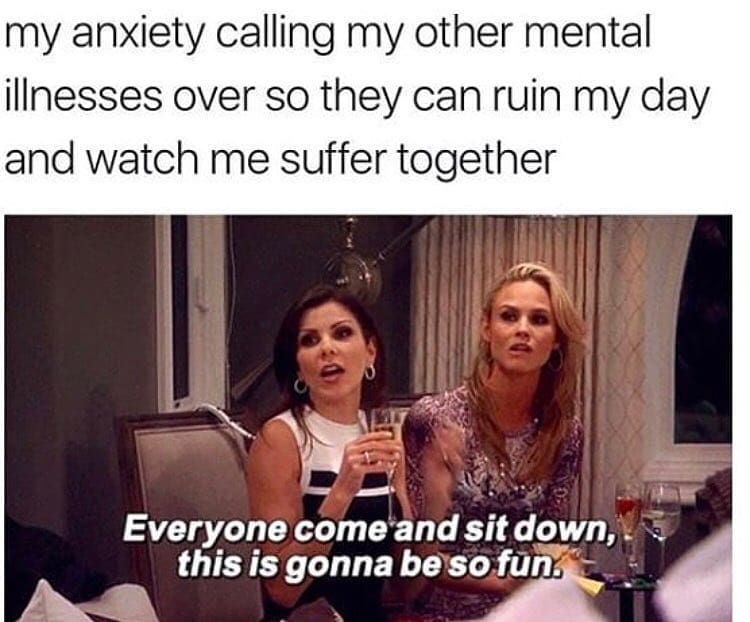 my anxiety calling my other mental
illnesses over so they can ruin my day
and watch me suffer together
Everyone come and sit down,
this is gonna be so fun.